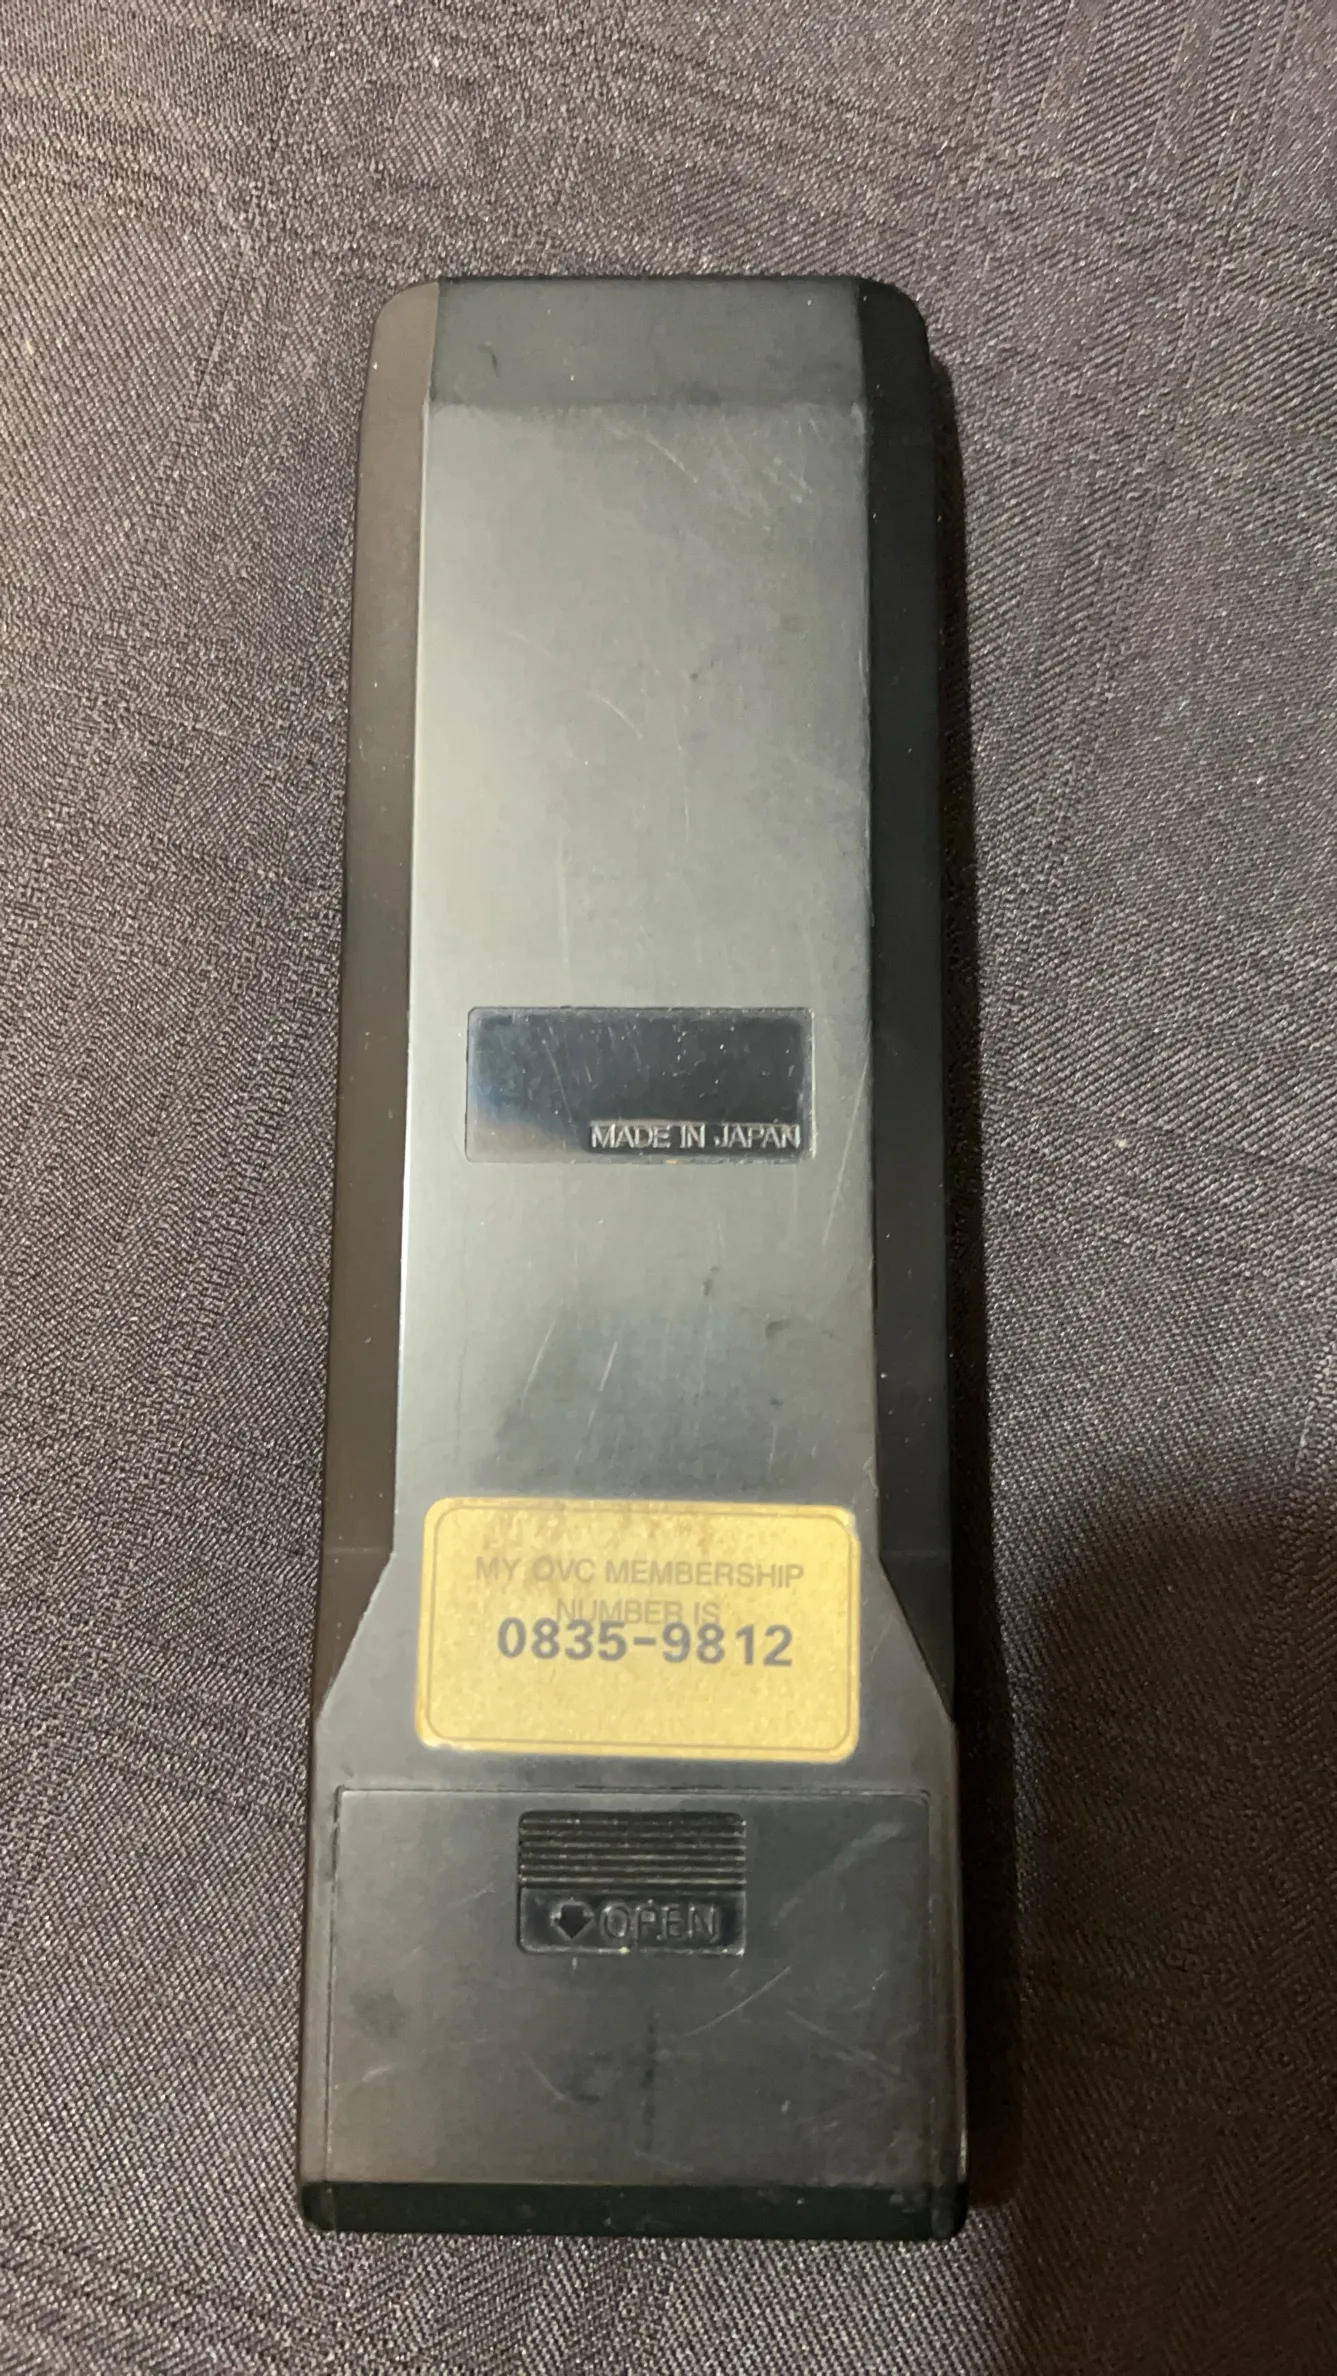 MADE IN JAPAN
MY QVC MEMBERSHIP
NUMBER IS
0835-9812
OPEN